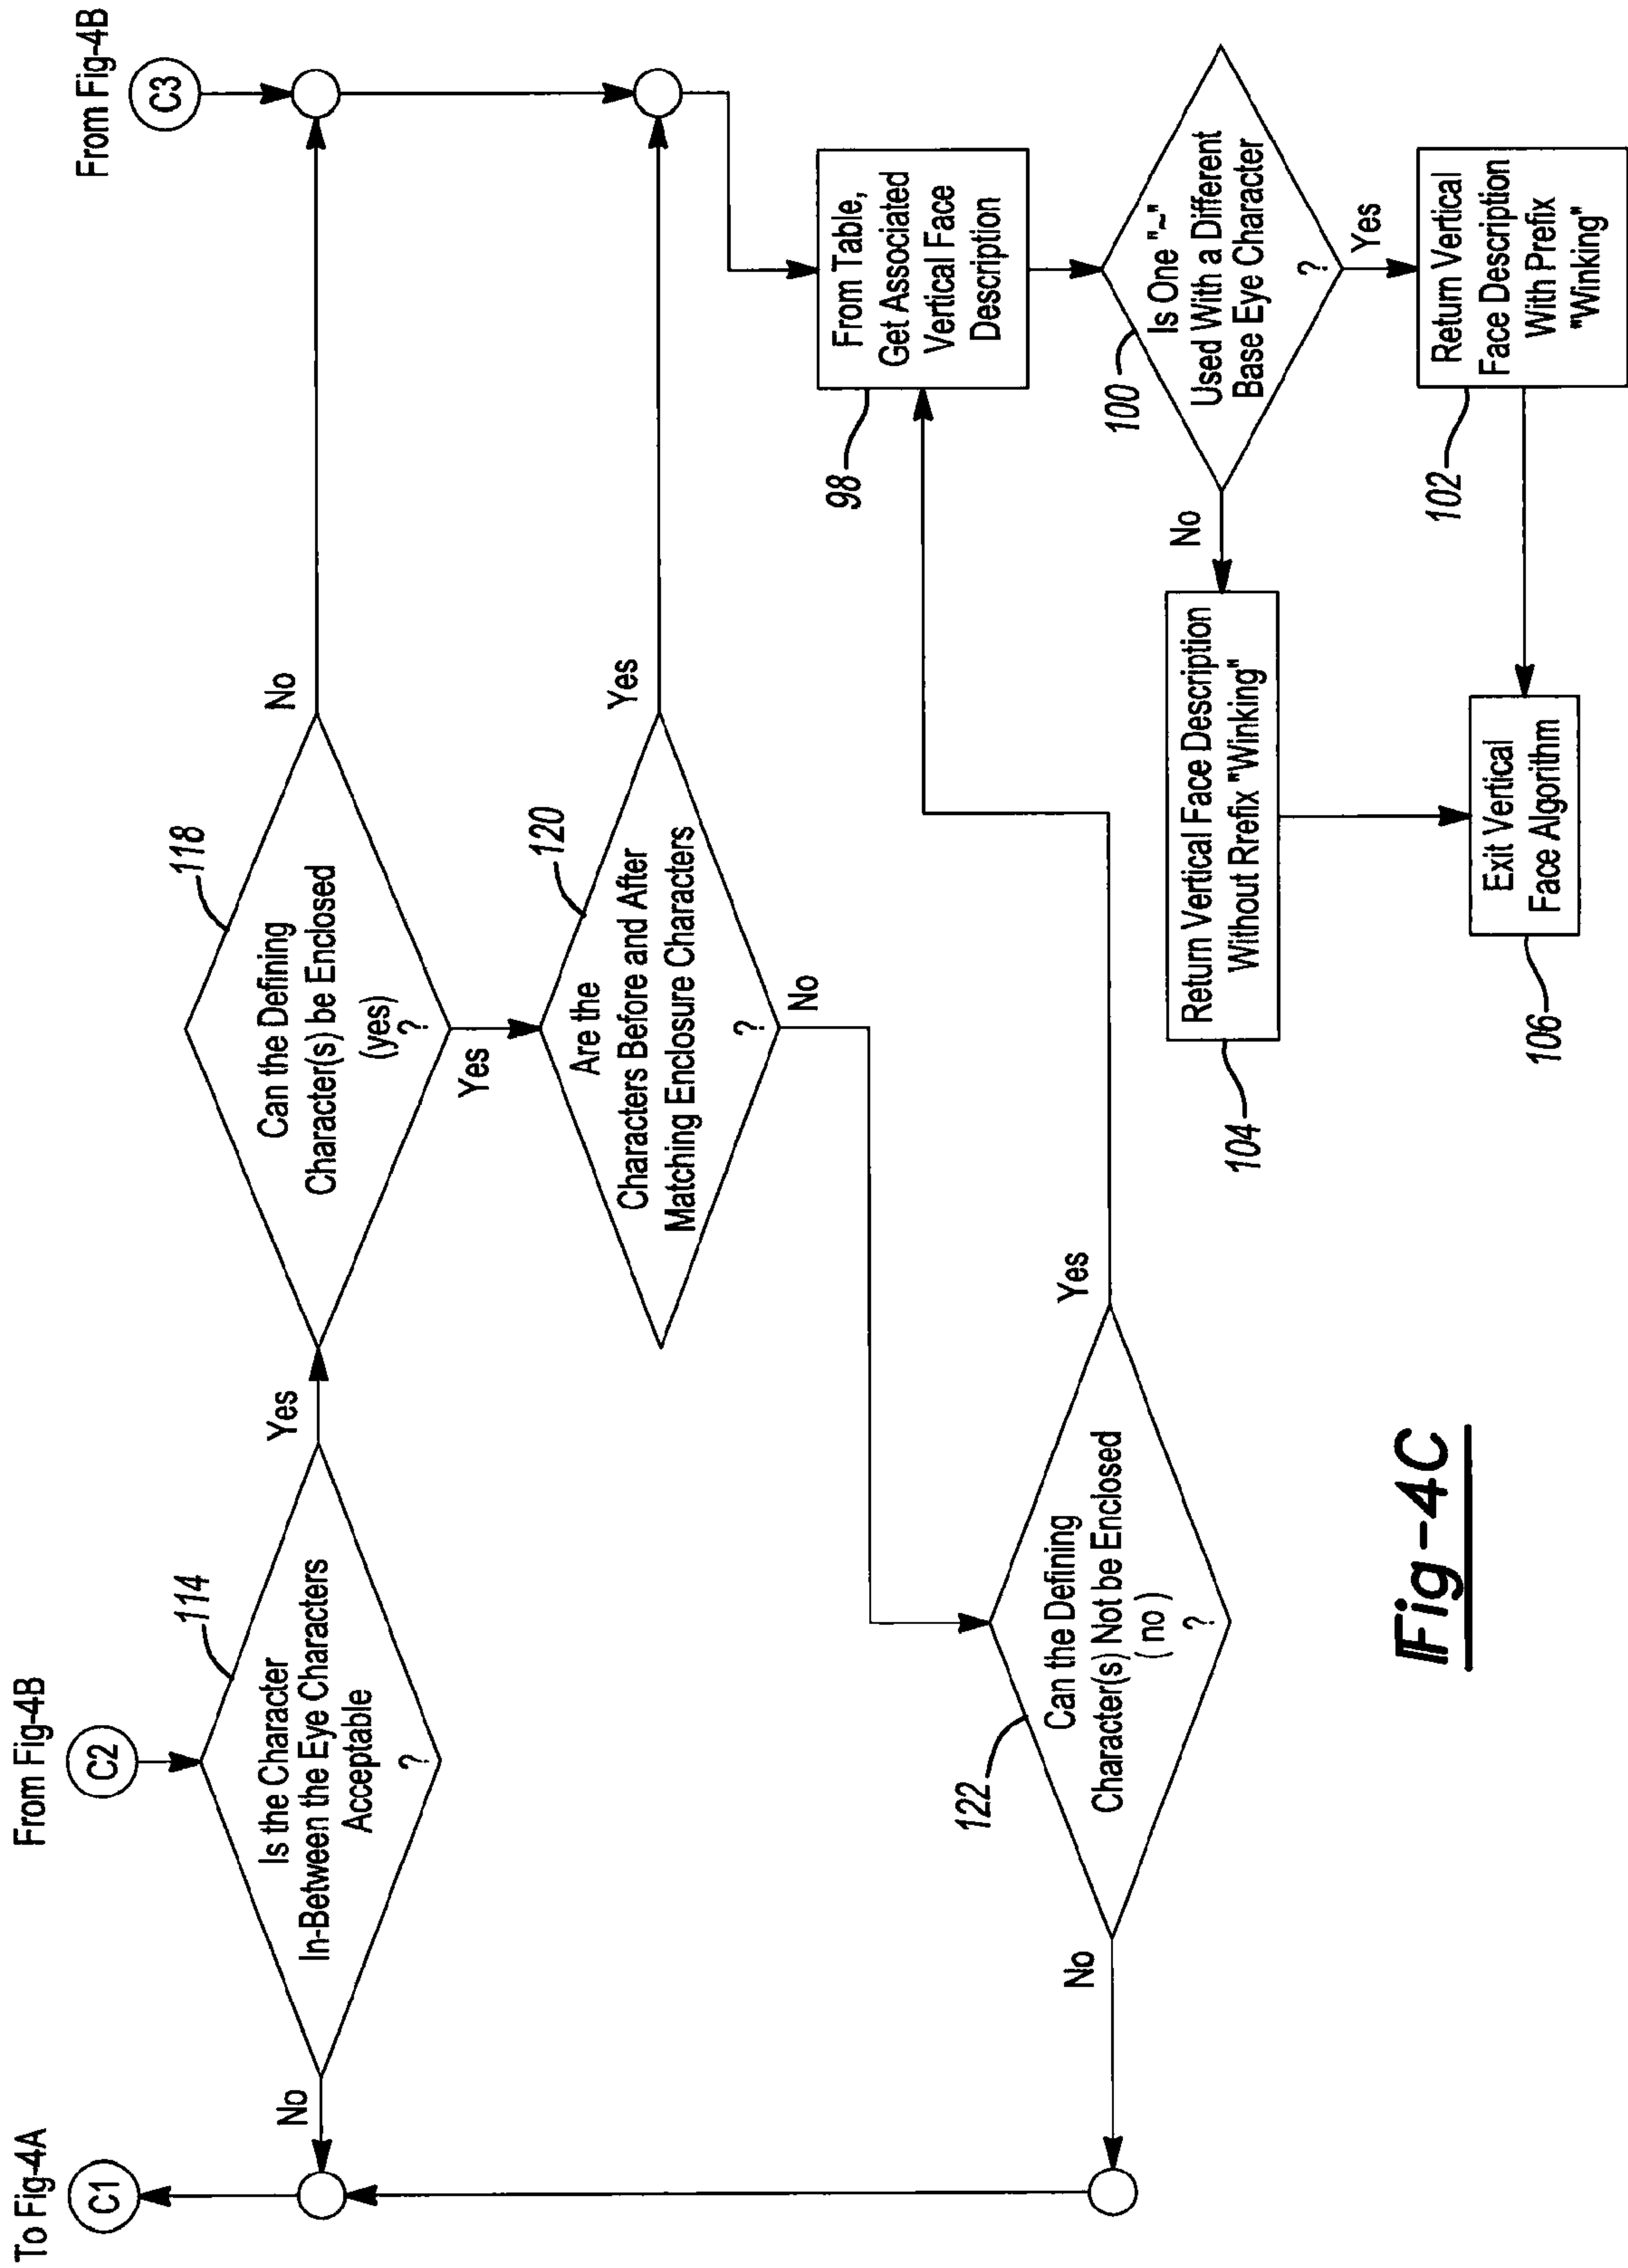 To Fig-4A
C1
From Fig-4B
C2
From Fig-4B
C3
No
Is the Character
In-Between the Eye Characters
Acceptable
?
114
Yes
Can the Defining
Character(s) be Enclosed
(yes)
?
118
No
Yes
Are the
Characters Before and After
Matching Enclosure Characters
?
120
Yes
No
Can the Defining
Character(s) Not be Enclosed
( no )
?
122
No
Yes
From Table,
Get Associated
Vertical Face
Description
98
Is One "~"
Used With a Different
Base Eye Character
?
100
No
Yes
Return Vertical Face Description
Without Rrefix "Winking"
104
Return Vertical
Face Description
With Prefix
"Winking"
102
Exit Vertical
Face Algorithm
106
Fig-4C